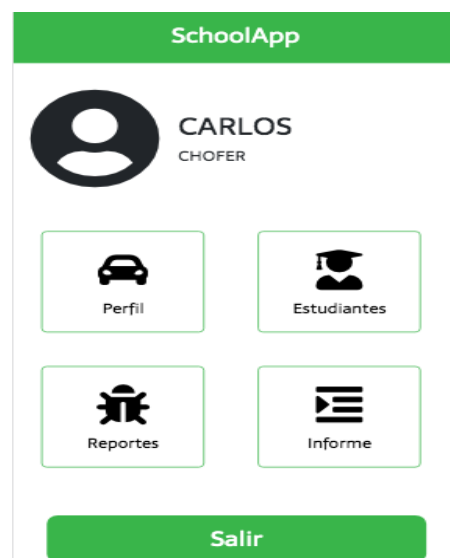 SchoolApp
CARLOS
CHOFER
Perfil
Estudiantes
Reportes
Informe
Salir